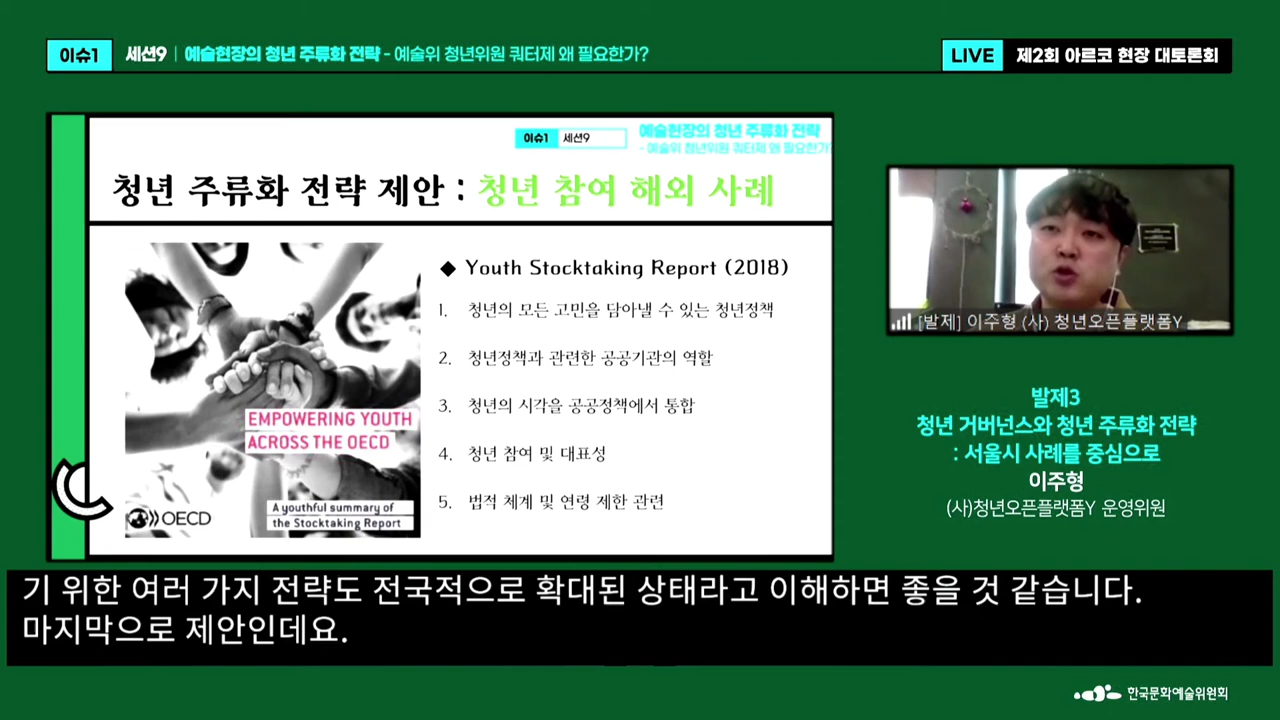 이슈1 세션9 | 예술현장의 청년 주류화 전략 - 예술위 청년위원 쿼터제 왜 필요한가?
LIVE 제2회 아르코 현장 대토론회
이슈1 세션9
예술현장의 청년 주류화 전략
- 예술위 청년위원 쿼터제 왜 필요한가?
청년 주류화 전략 제안 : 청년 참여 해외 사례
◆ Youth Stocktaking Report (2018)
1. 청년의 모든 고민을 담아낼 수 있는 청년정책
2. 청년정책과 관련한 공공기관의 역할
3. 청년의 시각을 공공정책에서 통합
4. 청년 참여 및 대표성
5. 법적 체계 및 연령 제한 관련
EMPOWERING YOUTH
ACROSS THE OECD
OECD
A youthful summary of
the Stocktaking Report
[발제] 이주형 (사) 청년오픈플랫폼Y
발제3
청년 거버넌스와 청년 주류화 전략
: 서울시 사례를 중심으로
이주형
(사)청년오픈플랫폼Y 운영위원
기 위한 여러 가지 전략도 전국적으로 확대된 상태라고 이해하면 좋을 것 같습니다.
마지막으로 제안인데요.
한국문화예술위원회